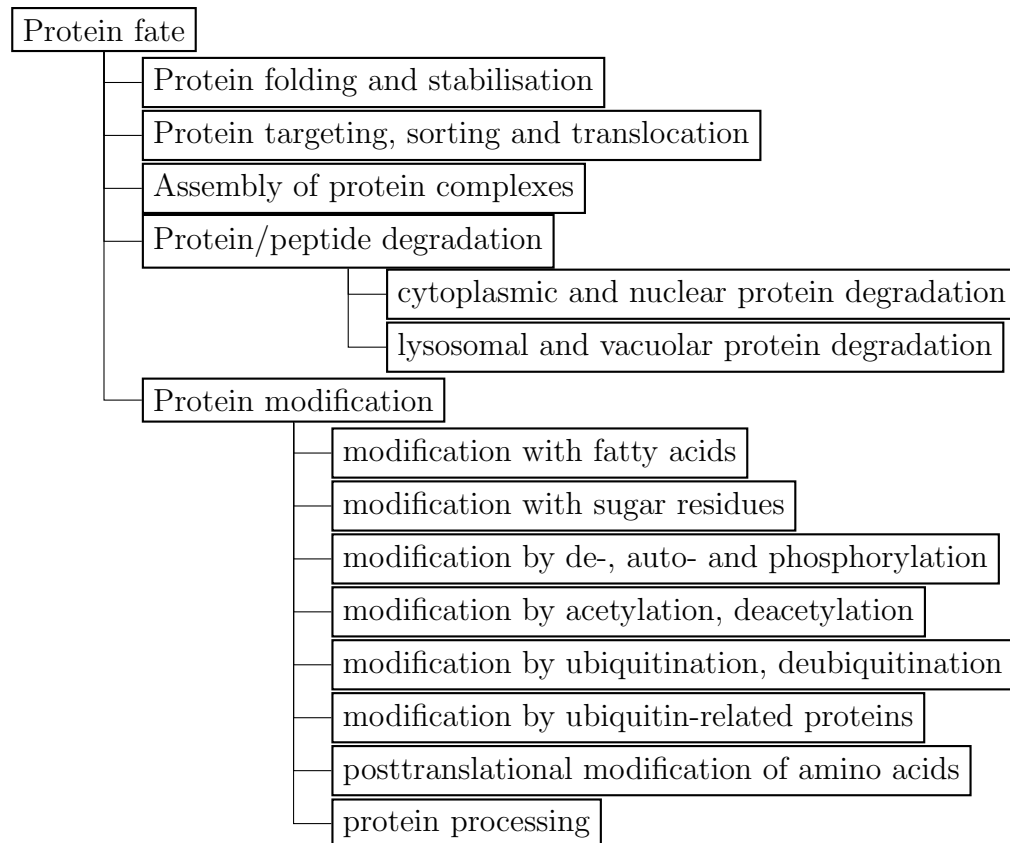 Protein fate
Protein folding and stabilisation
Protein targeting, sorting and translocation
Assembly of protein complexes
Protein/peptide degradation
cytoplasmic and nuclear protein degradation
lysosomal and vacuolar protein degradation
Protein modification
modification with fatty acids
modification with sugar residues
modification by de-, auto- and phosphorylation
modification by acetylation, deacetylation
modification by ubiquitination, deubiquitination
modification by ubiquitin-related proteins
posttranslational modification of amino acids
protein processing